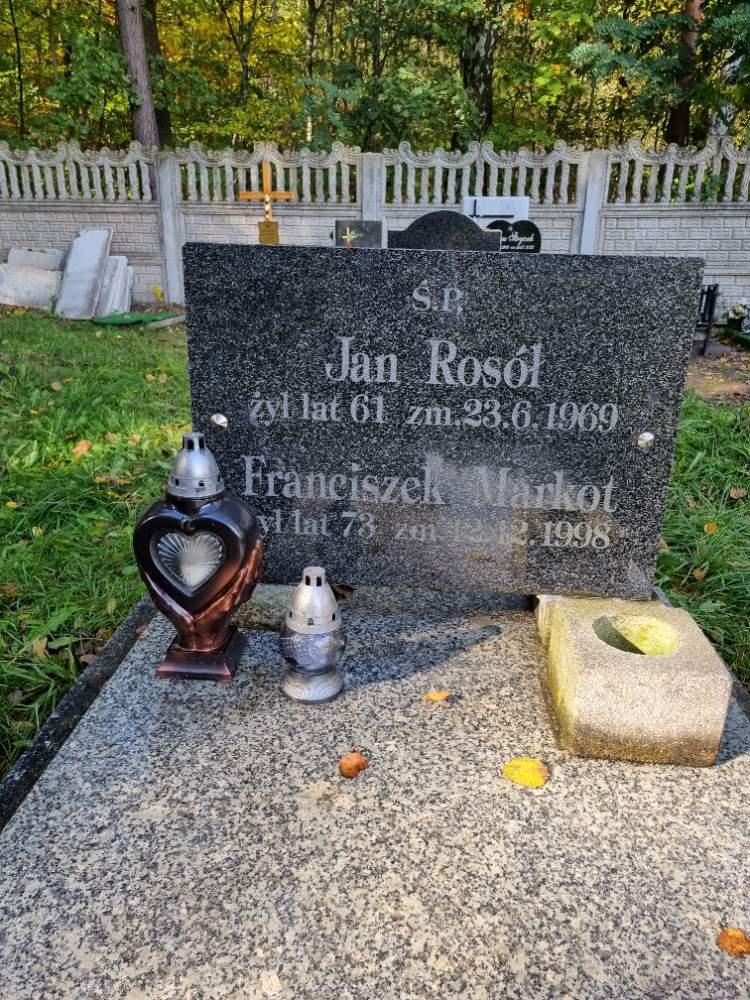 Ś.P.
Jan Rosół
żył lat 61 zm.23.6.1969
Franciszek Markot
żył lat 73 zm.12.12.1998